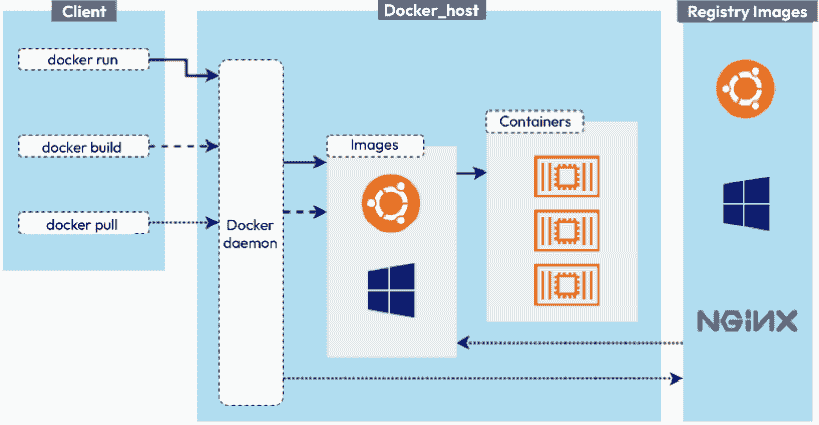 Client
Docker_host
Registry Images
docker run
docker build
docker pull
Docker
daemon
Images
Containers
NGiNX